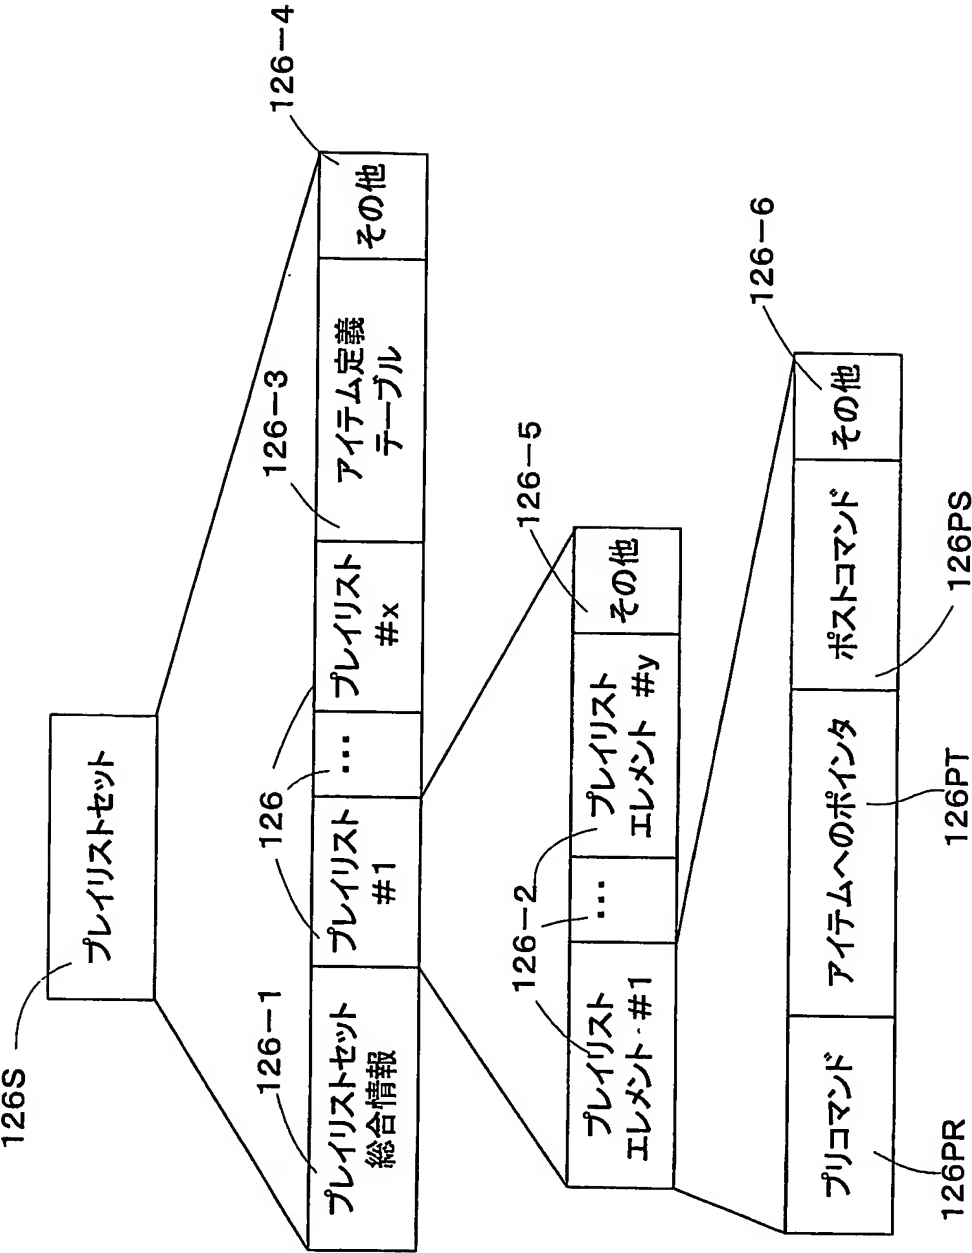 126S
プレイリストセット
126-1
126
126-3
126-4
プレイリストセット
総合情報
プレイリスト
#1
...
プレイリスト
#x
アイテム定義
テーブル
その他
126-2
126-5
プレイリスト
エレメント #1
...
プレイリスト
エレメント #y
その他
126-6
プリコマンド
アイテムへのポインタ
ポストコマンド
その他
126PR
126PT
126PS